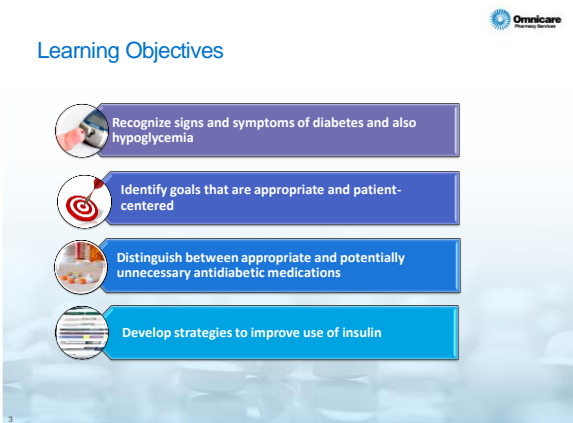 Omnicare
Pharmacy Services
Learning Objectives
Recognize signs and symptoms of diabetes and also
hypoglycemia
Identify goals that are appropriate and patient-
centered
Distinguish between appropriate and potentially
unnecessary antidiabetic medications
Develop strategies to improve use of insulin
3